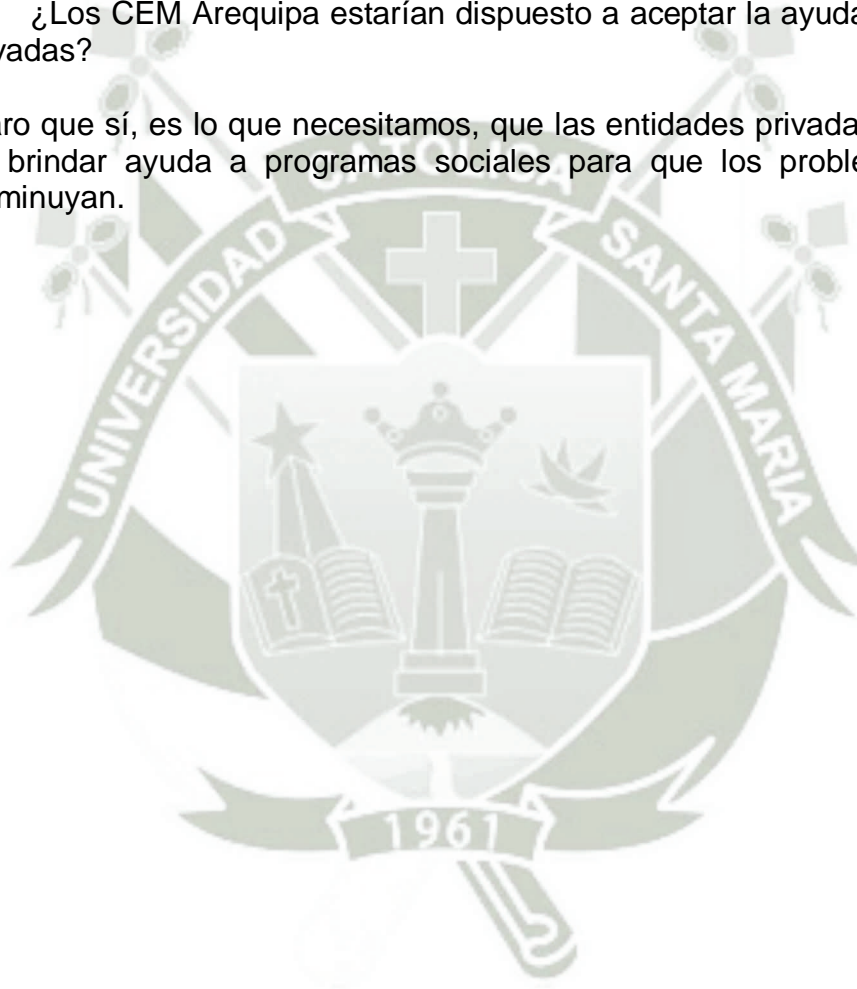 ¿Los CEM Arequipa estarían dispuesto a aceptar la ayuda
vadas?
aro que sí, es lo que necesitamos, que las entidades privada
brindar ayuda a programas sociales para que los proble
minuyan.
UNIVERSIDAD CATOLICA SANTA MARIA
1961